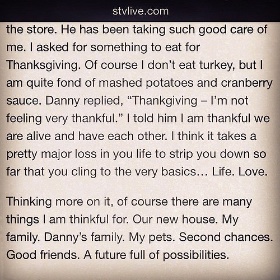 stvlive.com
the store. He has been taking such good care of
me. I asked for something to eat for
Thanksgiving. Of course I don't eat turkey, but I
am quite fond of mashed potatoes and cranberry
sauce. Danny replied, "Thankgiving – I'm not
feeling very thankful." I told him I am thankful we
are alive and have each other. I think it takes a
pretty major loss in you life to strip you down so
far that you cling to the very basics… Life. Love.
Thinking more on it, of course there are many
things I am thinkful for. Our new house. My
family. Danny's family. My pets. Second chances.
Good friends. A future full of possibilities.